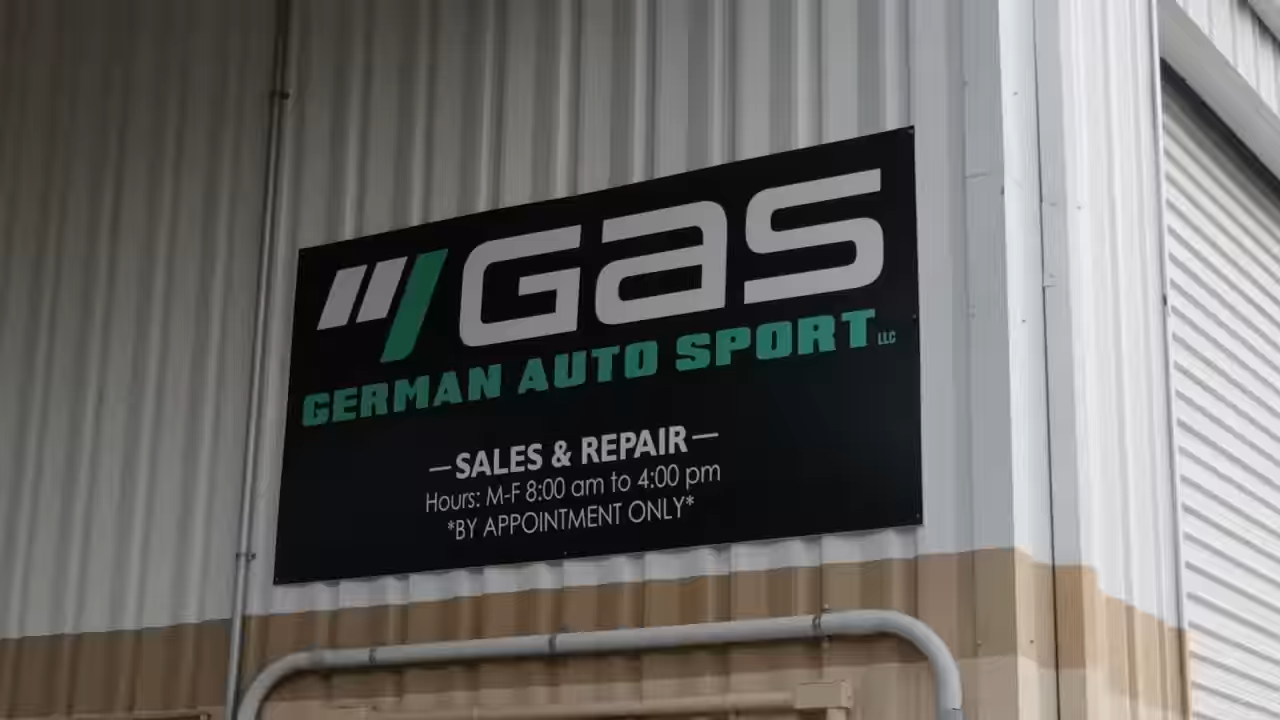 Gas
GERMAN AUTO SPORT LLC
—SALES & REPAIR—
Hours: M-F 8:00 am to 4:00 pm
*BY APPOINTMENT ONLY*